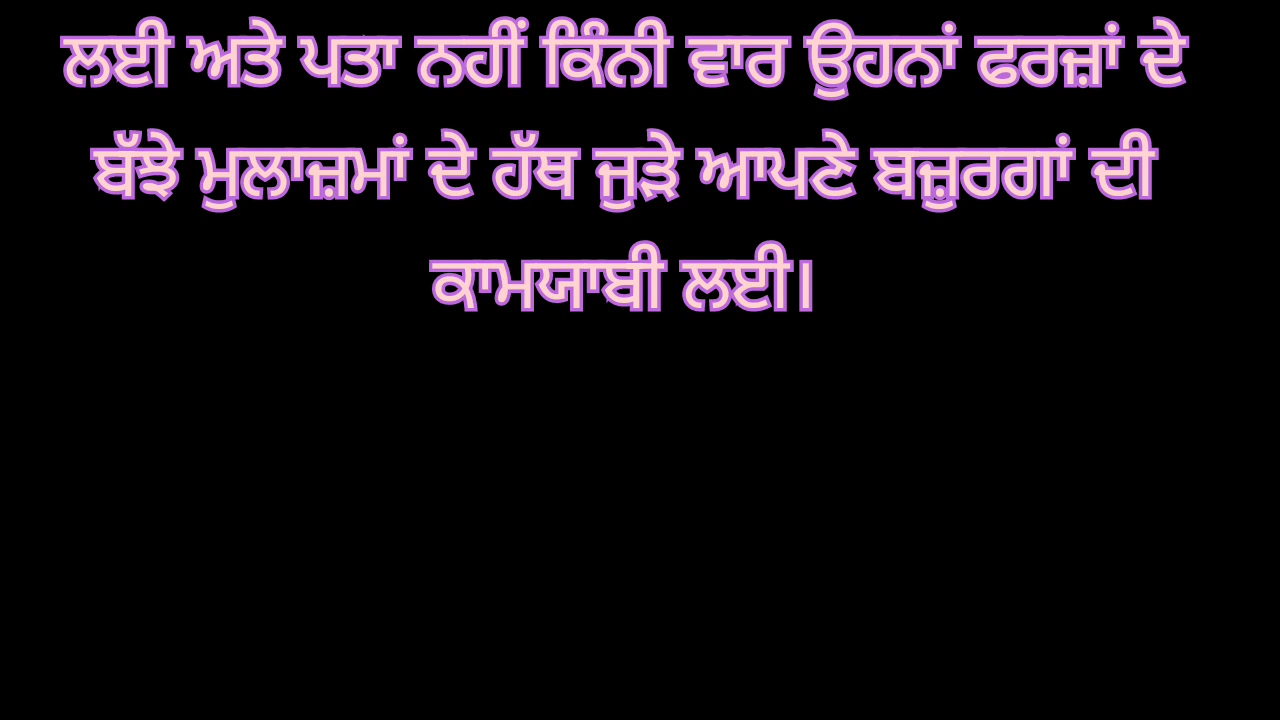 ਲਈ ਅਤੇ ਪਤਾ ਨਹੀਂ ਕਿੰਨੀ ਵਾਰ ਉਹਨਾਂ ਫਰਜ਼ਾਂ ਦੇ
ਬੱਝੇ ਮੁਲਾਜ਼ਮਾਂ ਦੇ ਹੱਥ ਜੁੜੇ ਆਪਣੇ ਬਜ਼ੁਰਗਾਂ ਦੀ
ਕਾਮਯਾਬੀ ਲਈ।